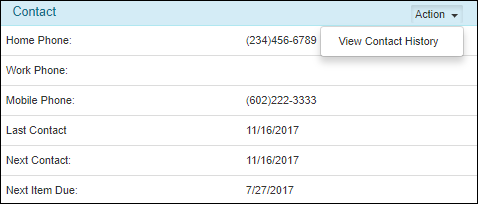 Contact Action
Home Phone: (234)456-6789 View Contact History
Work Phone:
Mobile Phone: (602)222-3333
Last Contact 11/16/2017
Next Contact: 11/16/2017
Next Item Due: 7/27/2017